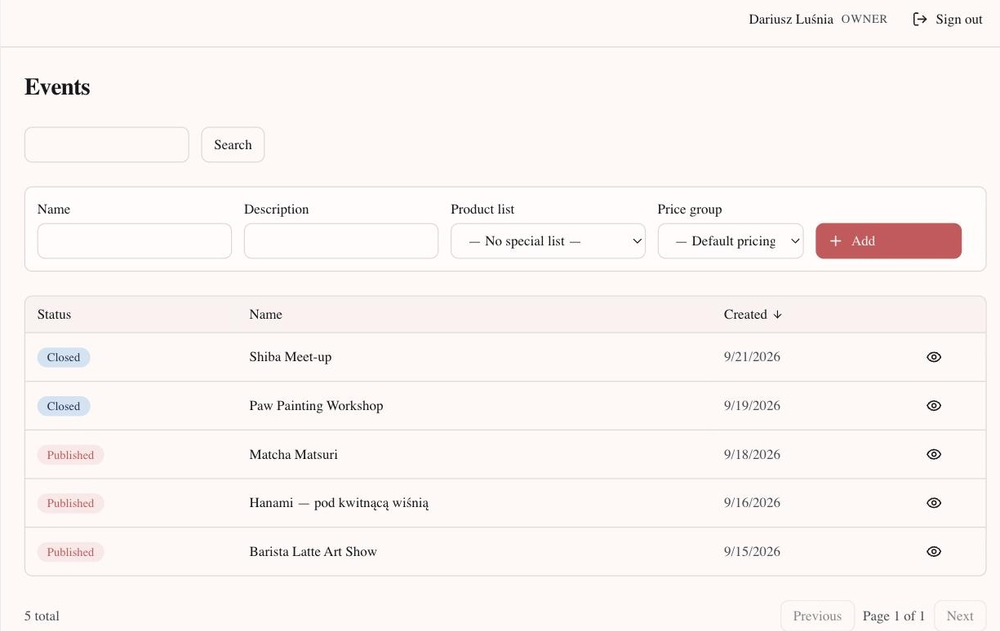 Dariusz Luśnia OWNER Sign out
Events
Search
Name Description Product list Price group
— No special list — — Default pricing Add
Status Name Created ↓
Closed Shiba Meet-up 9/21/2026
Closed Paw Painting Workshop 9/19/2026
Published Matcha Matsuri 9/18/2026
Published Hanami — pod kwitnącą wiśnią 9/16/2026
Published Barista Latte Art Show 9/15/2026
5 total Previous Page 1 of 1 Next